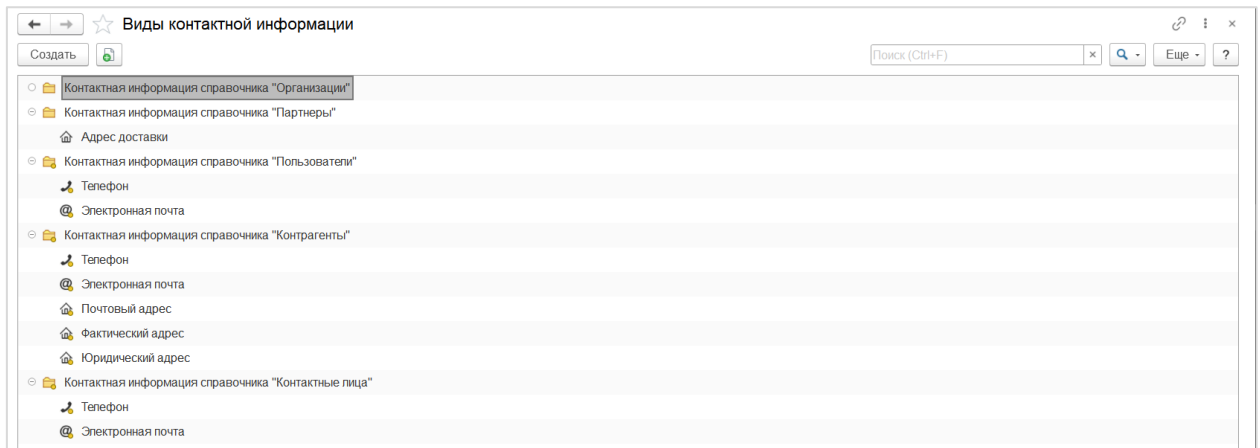 Виды контактной информации
Создать
Поиск (Ctrl+F)
×
Еще
?
Контактная информация справочника "Организации"
Контактная информация справочника "Партнеры"
Адрес доставки
Контактная информация справочника "Пользователи"
Телефон
Электронная почта
Контактная информация справочника "Контрагенты"
Телефон
Электронная почта
Почтовый адрес
Фактический адрес
Юридический адрес
Контактная информация справочника "Контактные лица"
Телефон
Электронная почта